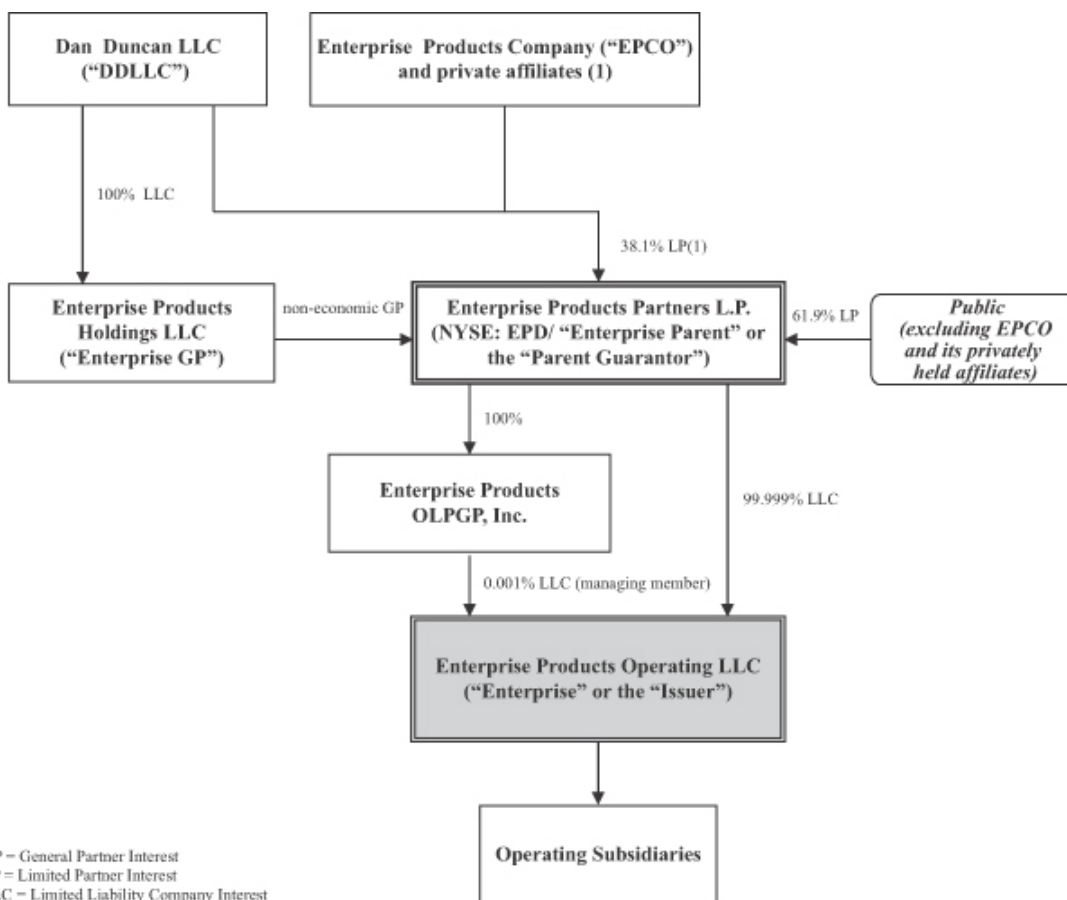 Dan Duncan LLC
(“DDLLC”)
Enterprise Products Company (“EPCO”)
and private affiliates (1)
100% LLC
38.1% LP(1)
Enterprise Products
Holdings LLC
(“Enterprise GP”)
non-economic GP
Enterprise Products Partners L.P.
(NYSE: EPD/ “Enterprise Parent” or
the “Parent Guarantor”)
61.9% LP
Public
(excluding EPCO
and its privately
held affiliates)
100%
Enterprise Products
OLPGP, Inc.
99.999% LLC
0.001% LLC (managing member)
Enterprise Products Operating LLC
(“Enterprise” or the “Issuer”)
Operating Subsidiaries
= General Partner Interest
= Limited Partner Interest
= Limited Liability Company Interest